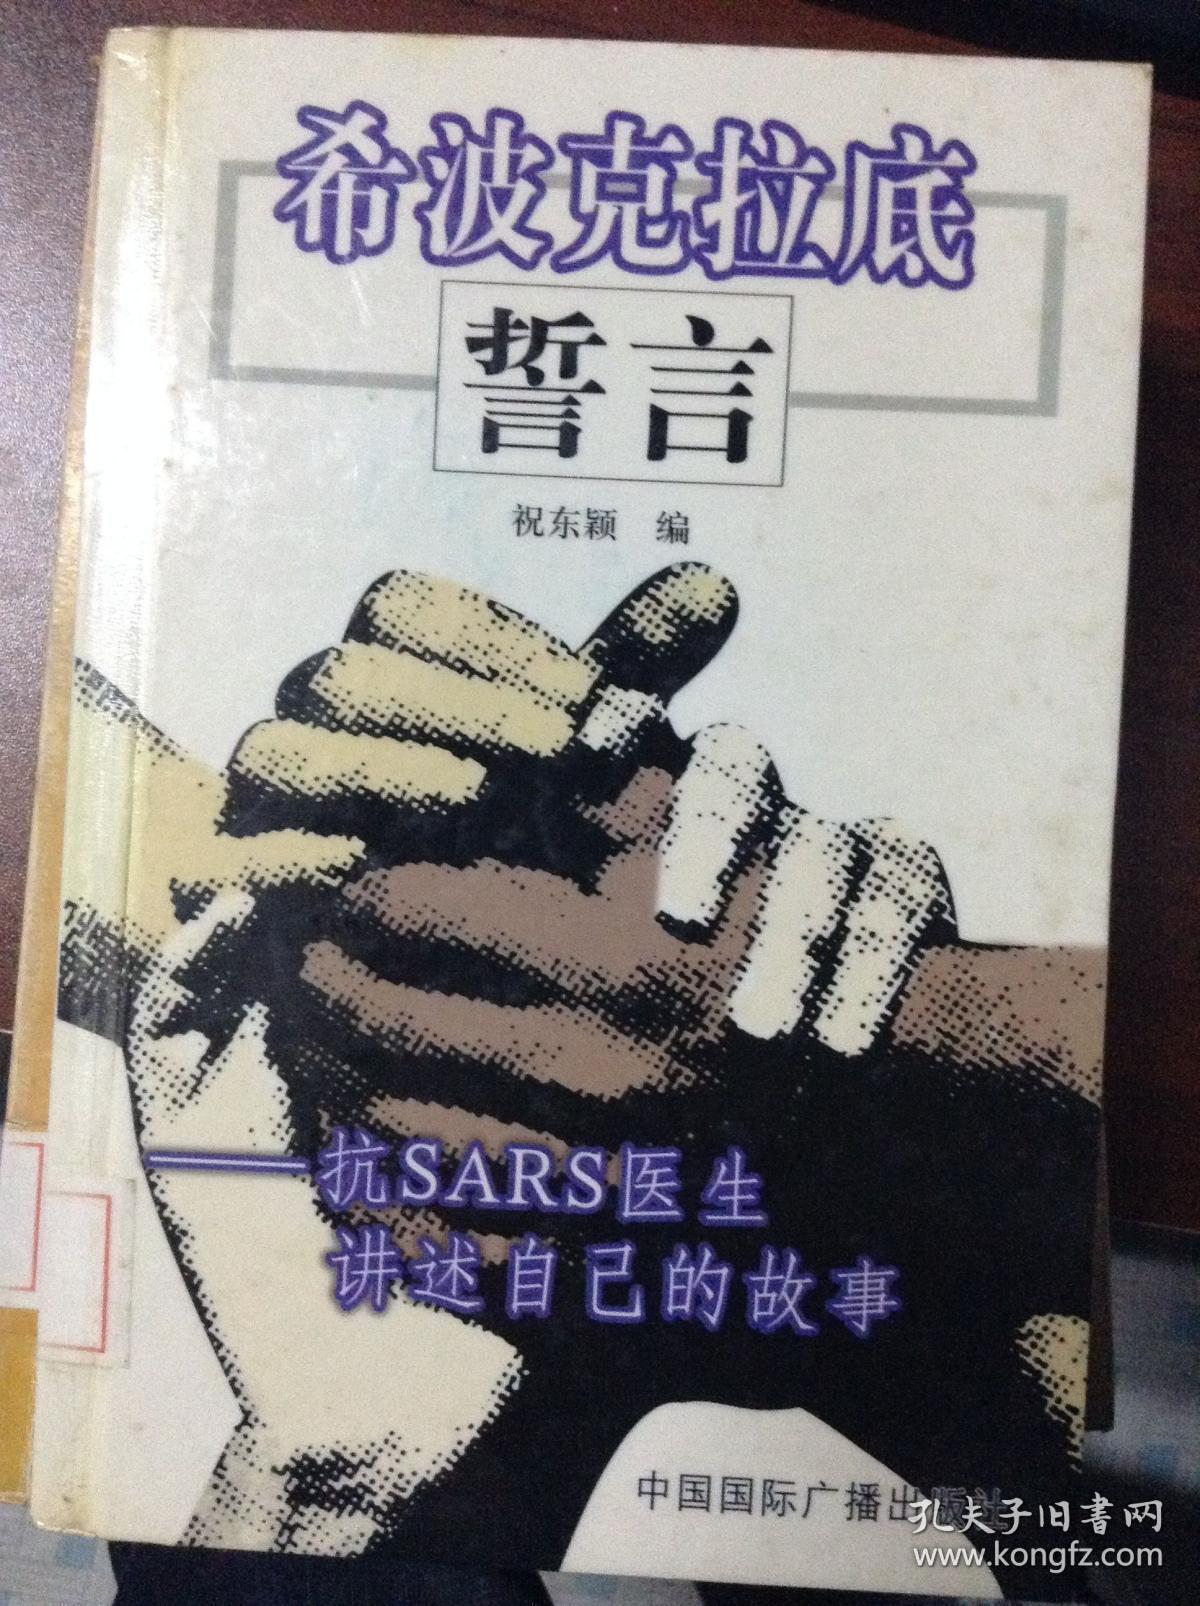 希波克拉底
誓言
祝东颖 编
——抗SARS医生
讲述自己的故事
中国国际广播出版社
孔夫子旧书网
www.kongfz.com